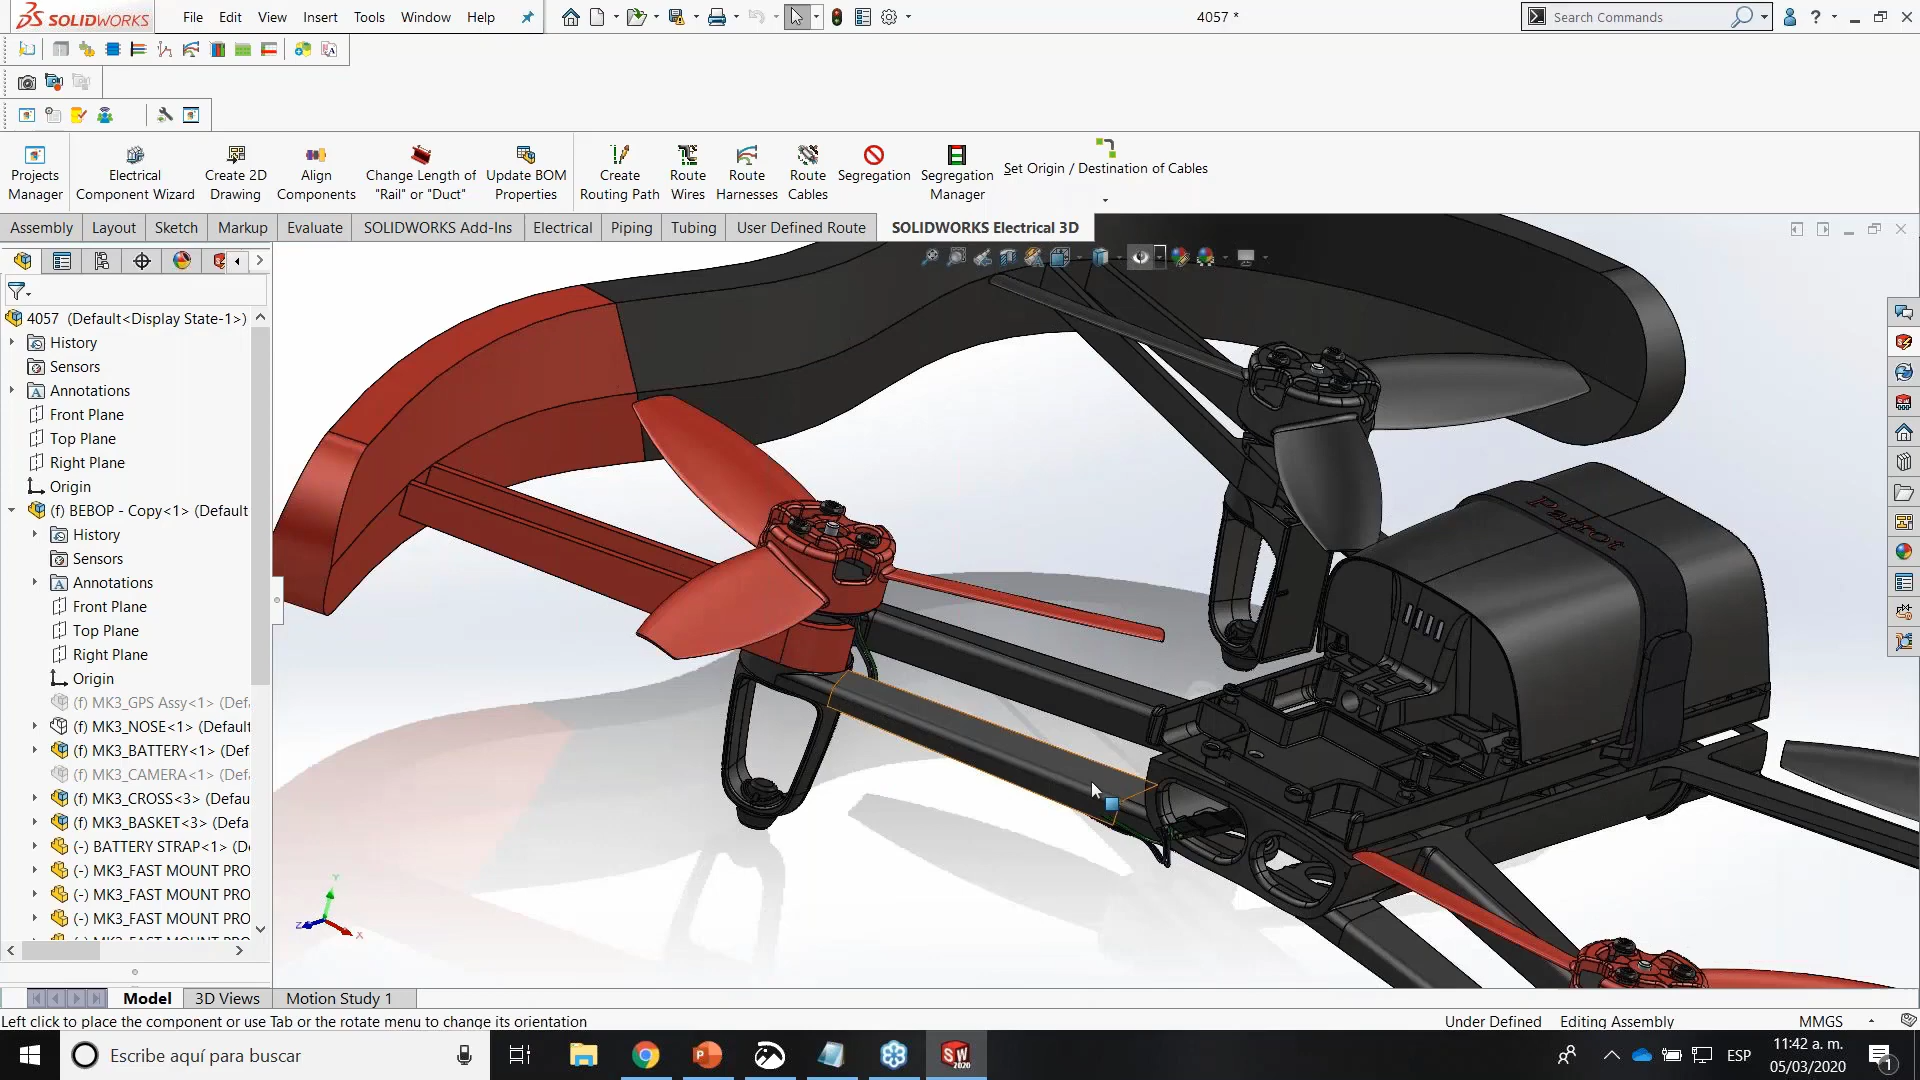 SOLIDWORKS
File Edit View Insert Tools Window Help
4057 *
Search Commands
Projects Manager
Electrical Component Wizard
Create 2D Drawing
Align Components
Change Length of "Rail" or "Duct"
Update BOM Properties
Create Routing Path
Route Wires
Route Harnesses
Route Cables
Segregation
Segregation Manager
Set Origin / Destination of Cables
Assembly Layout Sketch Markup Evaluate SOLIDWORKS Add-Ins Electrical Piping Tubing User Defined Route SOLIDWORKS Electrical 3D
4057 (Default<Display State-1>)
History
Sensors
Annotations
Front Plane
Top Plane
Right Plane
Origin
(f) BEBOP - Copy<1> (Default
History
Sensors
Annotations
Front Plane
Top Plane
Right Plane
Origin
(f) MK3_GPS Assy<1> (Defa
(f) MK3_NOSE<1> (Default
(f) MK3_BATTERY<1> (Def
(f) MK3_CAMERA<1> (Def
(f) MK3_CROSS<3> (Defau
(f) MK3_BASKET<3> (Defa
(-) BATTERY STRAP<1> (D
(-) MK3_FAST MOUNT PRO
(-) MK3_FAST MOUNT PRO
(-) MK3_FAST MOUNT PRO
Parrot
Y
Z
X
Model 3D Views Motion Study 1
Left click to place the component or use Tab or the rotate menu to change its orientation
Under Defined Editing Assembly MMGS
Escribe aquí para buscar
SW
2020
ESP
11:42 a. m.
05/03/2020
1